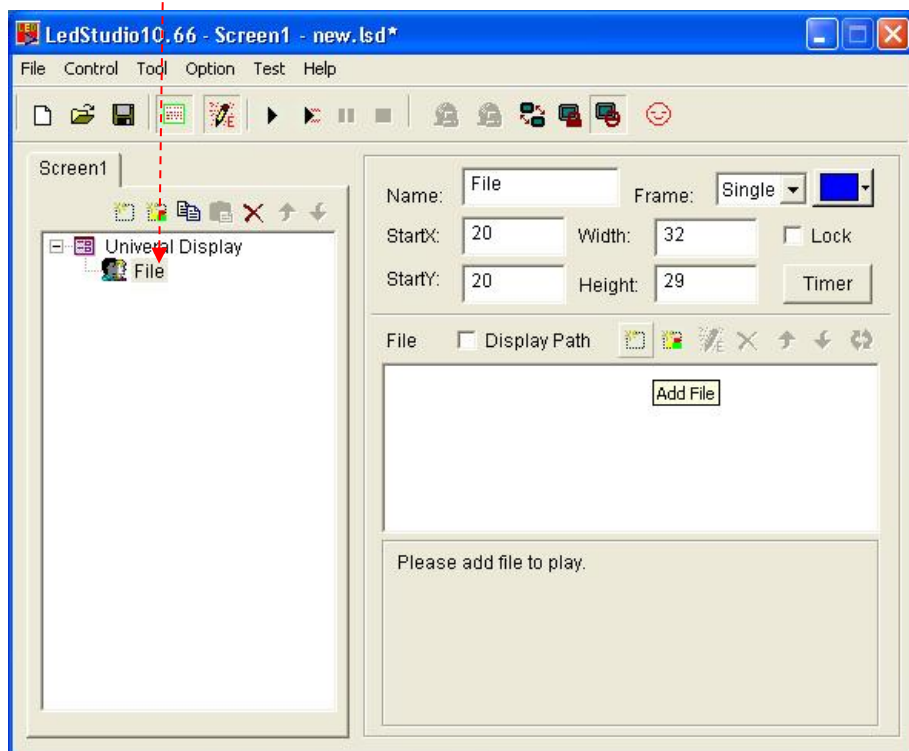 LedStudio10.66 - Screen1 - new.lsd*
File Control Tool Option Test Help
Screen1
Univeral Display
File
Name: File Frame: Single
StartX: 20 Width: 32 Lock
StartY: 20 Height: 29 Timer
File Display Path
Add File
Please add file to play.